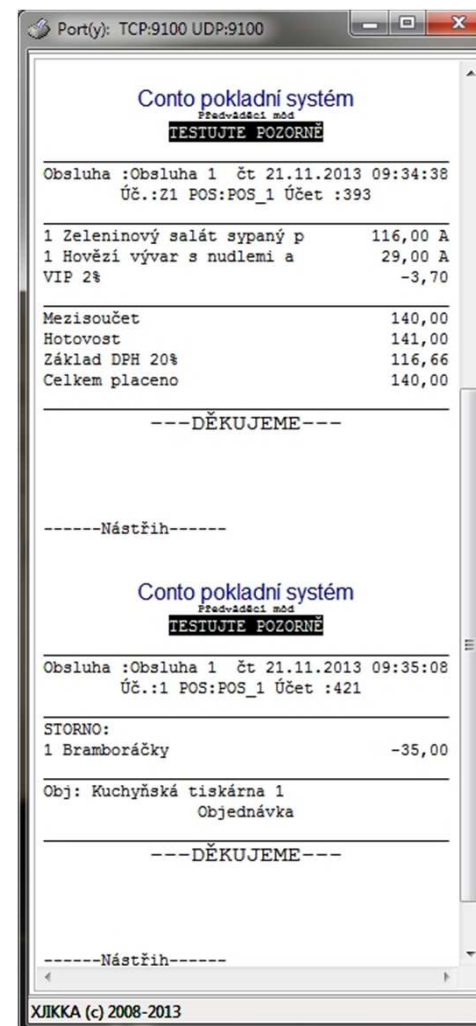 Port(y): TCP:9100 UDP:9100
Conto pokladní systém
Předváděcí mód
TESTUJTE POZORNĚ
Obsluha :Obsluha 1 čt 21.11.2013 09:34:38
Úč.:Z1 POS:POS_1 Účet :393
1 Zeleninový salát sypaný p 116,00 A
1 Hovězí vývar s nudlemi a 29,00 A
VIP 2% -3,70
Mezisoučet 140,00
Hotovost 141,00
Základ DPH 20% 116,66
Celkem placeno 140,00
---DĚKUJEME---
------Nástřih------
Conto pokladní systém
Předváděcí mód
TESTUJTE POZORNĚ
Obsluha :Obsluha 1 čt 21.11.2013 09:35:08
Úč.:1 POS:POS_1 Účet :421
STORNO:
1 Bramboráčky -35,00
Obj: Kuchyňská tiskárna 1
Objednávka
---DĚKUJEME---
------Nástřih------
XJIKKA (c) 2008-2013